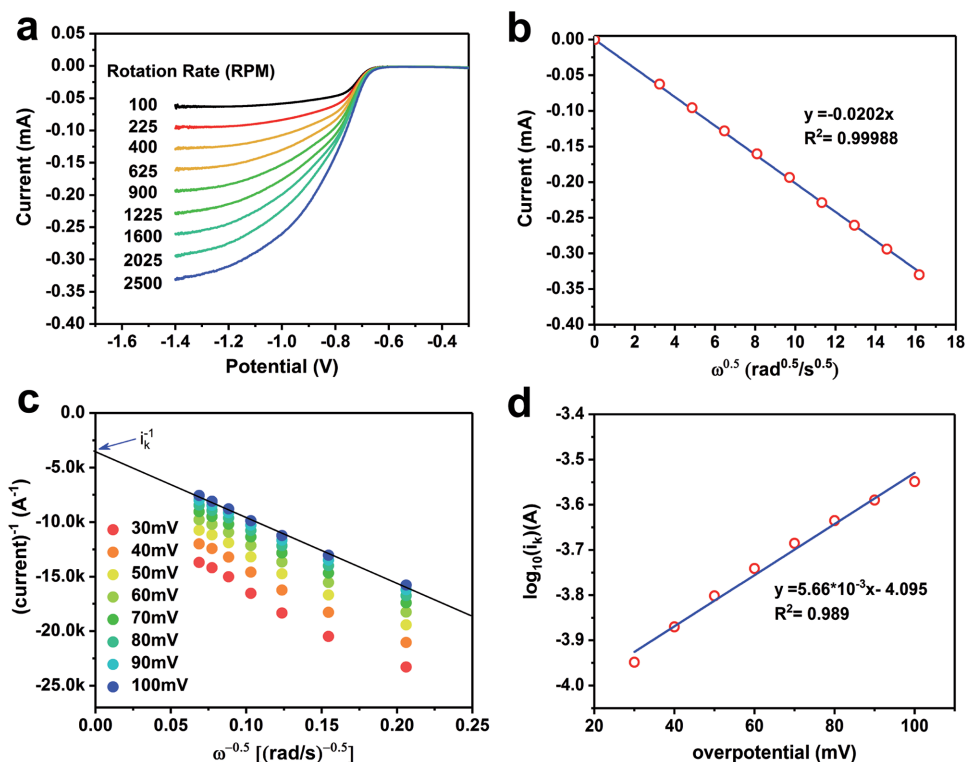 a
Rotation Rate (RPM)
100
225
400
625
900
1225
1600
2025
2500
0.00
-0.05
-0.10
-0.15
-0.20
-0.25
-0.30
-0.35
-0.40
Current (mA)
-1.6 -1.4 -1.2 -1.0 -0.8 -0.6 -0.4
Potential (V)
b
0.00
-0.05
-0.10
-0.15
-0.20
-0.25
-0.30
-0.35
-0.40
Current (mA)
y =-0.0202x
R²= 0.99988
0 2 4 6 8 10 12 14 16 18
ω^0.5 (rad^0.5/s^0.5)
c
0.0
-5.0k
-10.0k
-15.0k
-20.0k
-25.0k
(current)^-1 (A^-1)
i_k^-1
30mV
40mV
50mV
60mV
70mV
80mV
90mV
100mV
0.00 0.05 0.10 0.15 0.20 0.25
ω^-0.5 [(rad/s)^-0.5]
d
-3.4
-3.5
-3.6
-3.7
-3.8
-3.9
-4.0
log₁₀(i_k)(A)
y =5.66*10^-3x- 4.095
R²= 0.989
20 40 60 80 100
overpotential (mV)